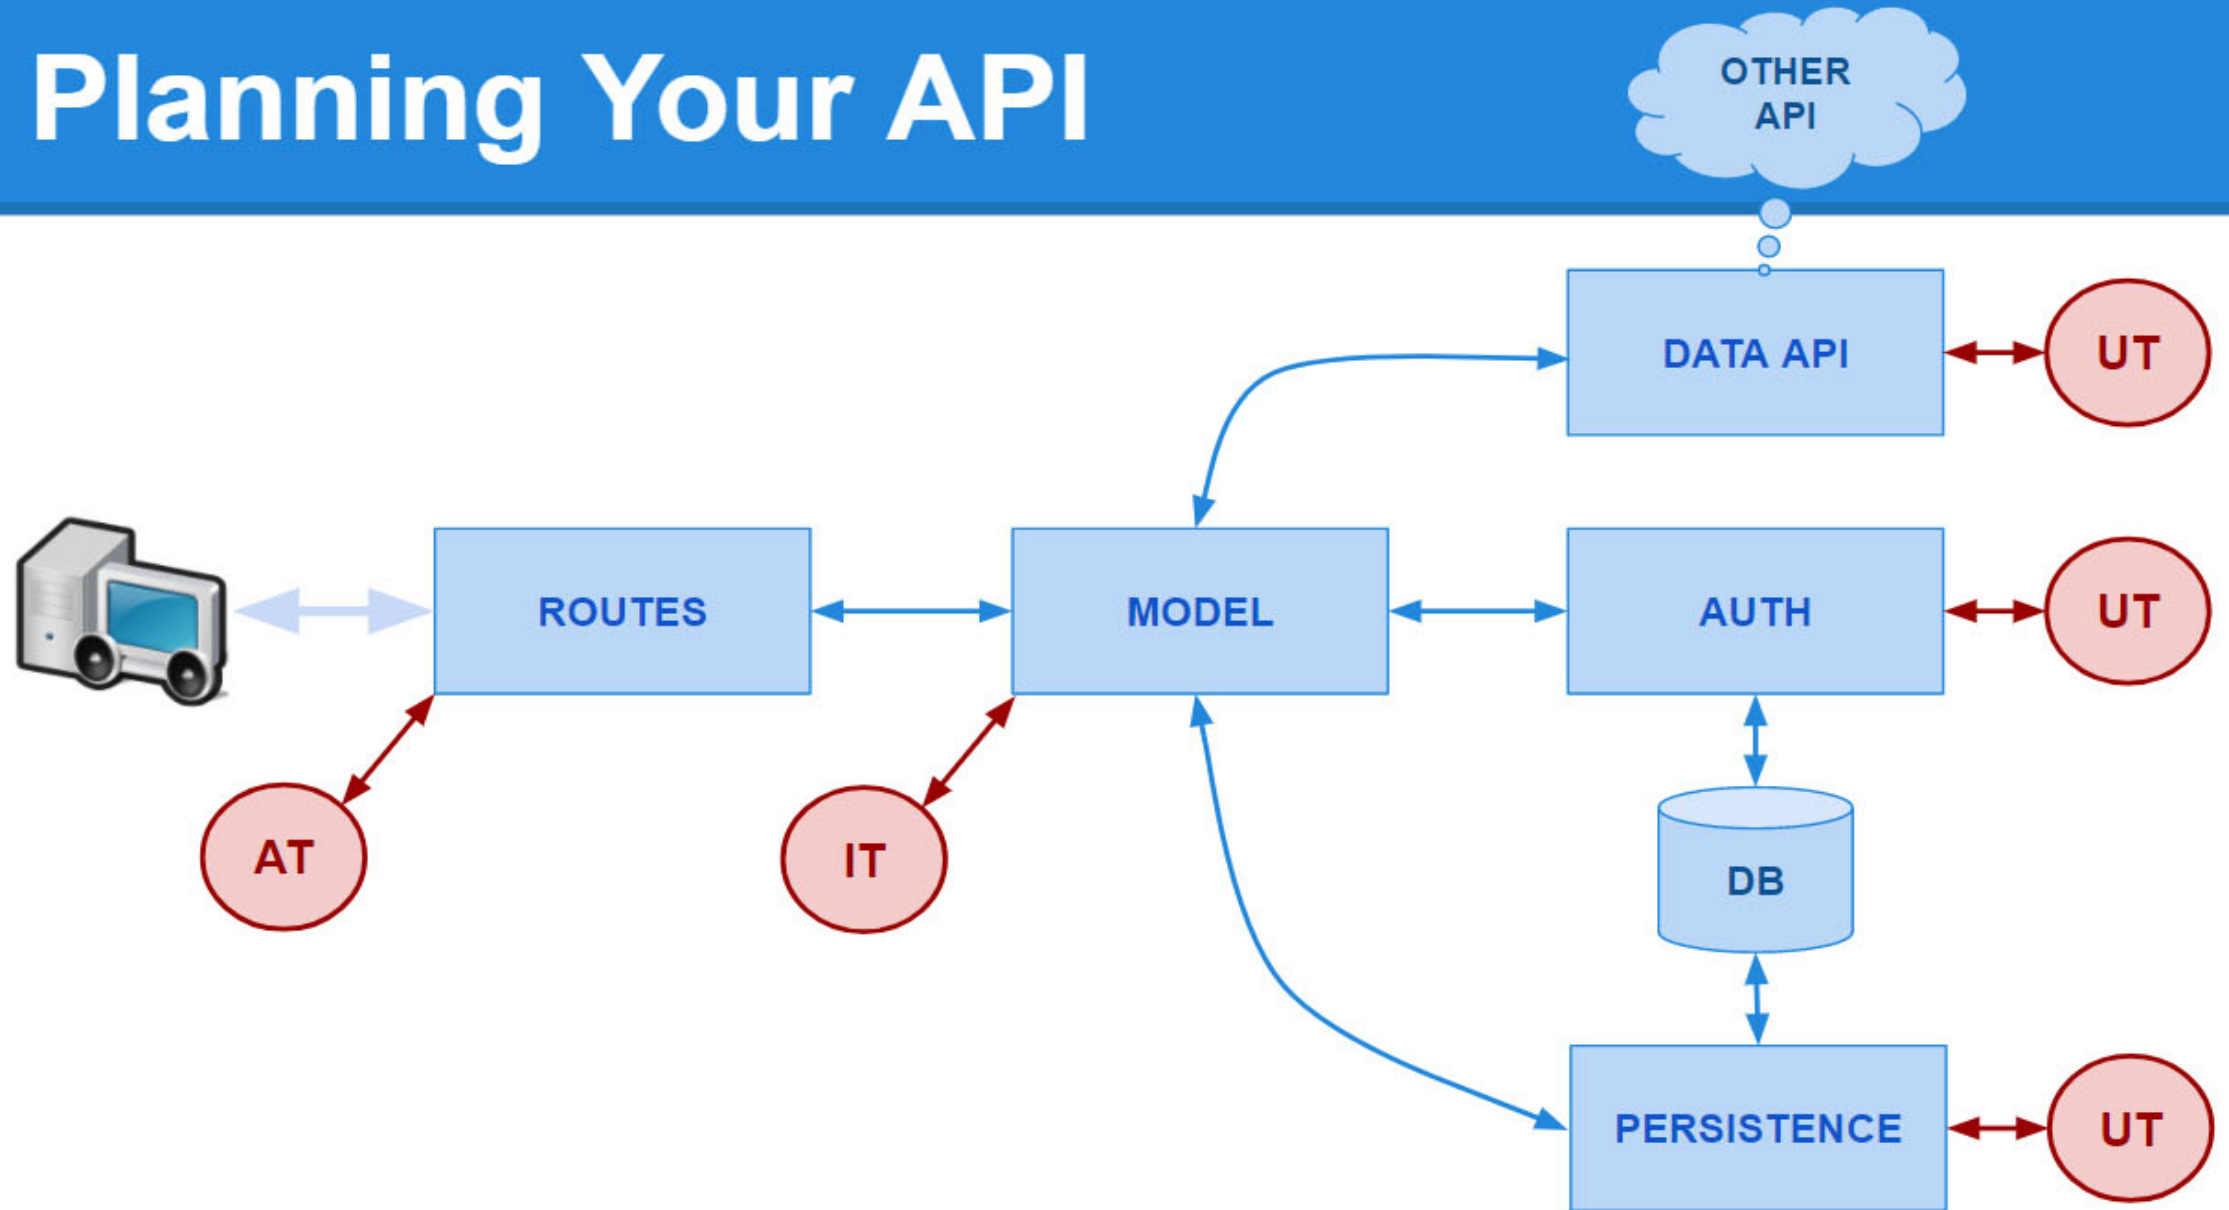 Planning Your API
OTHER
API
DATA API
UT
ROUTES
MODEL
AUTH
UT
AT
IT
DB
PERSISTENCE
UT